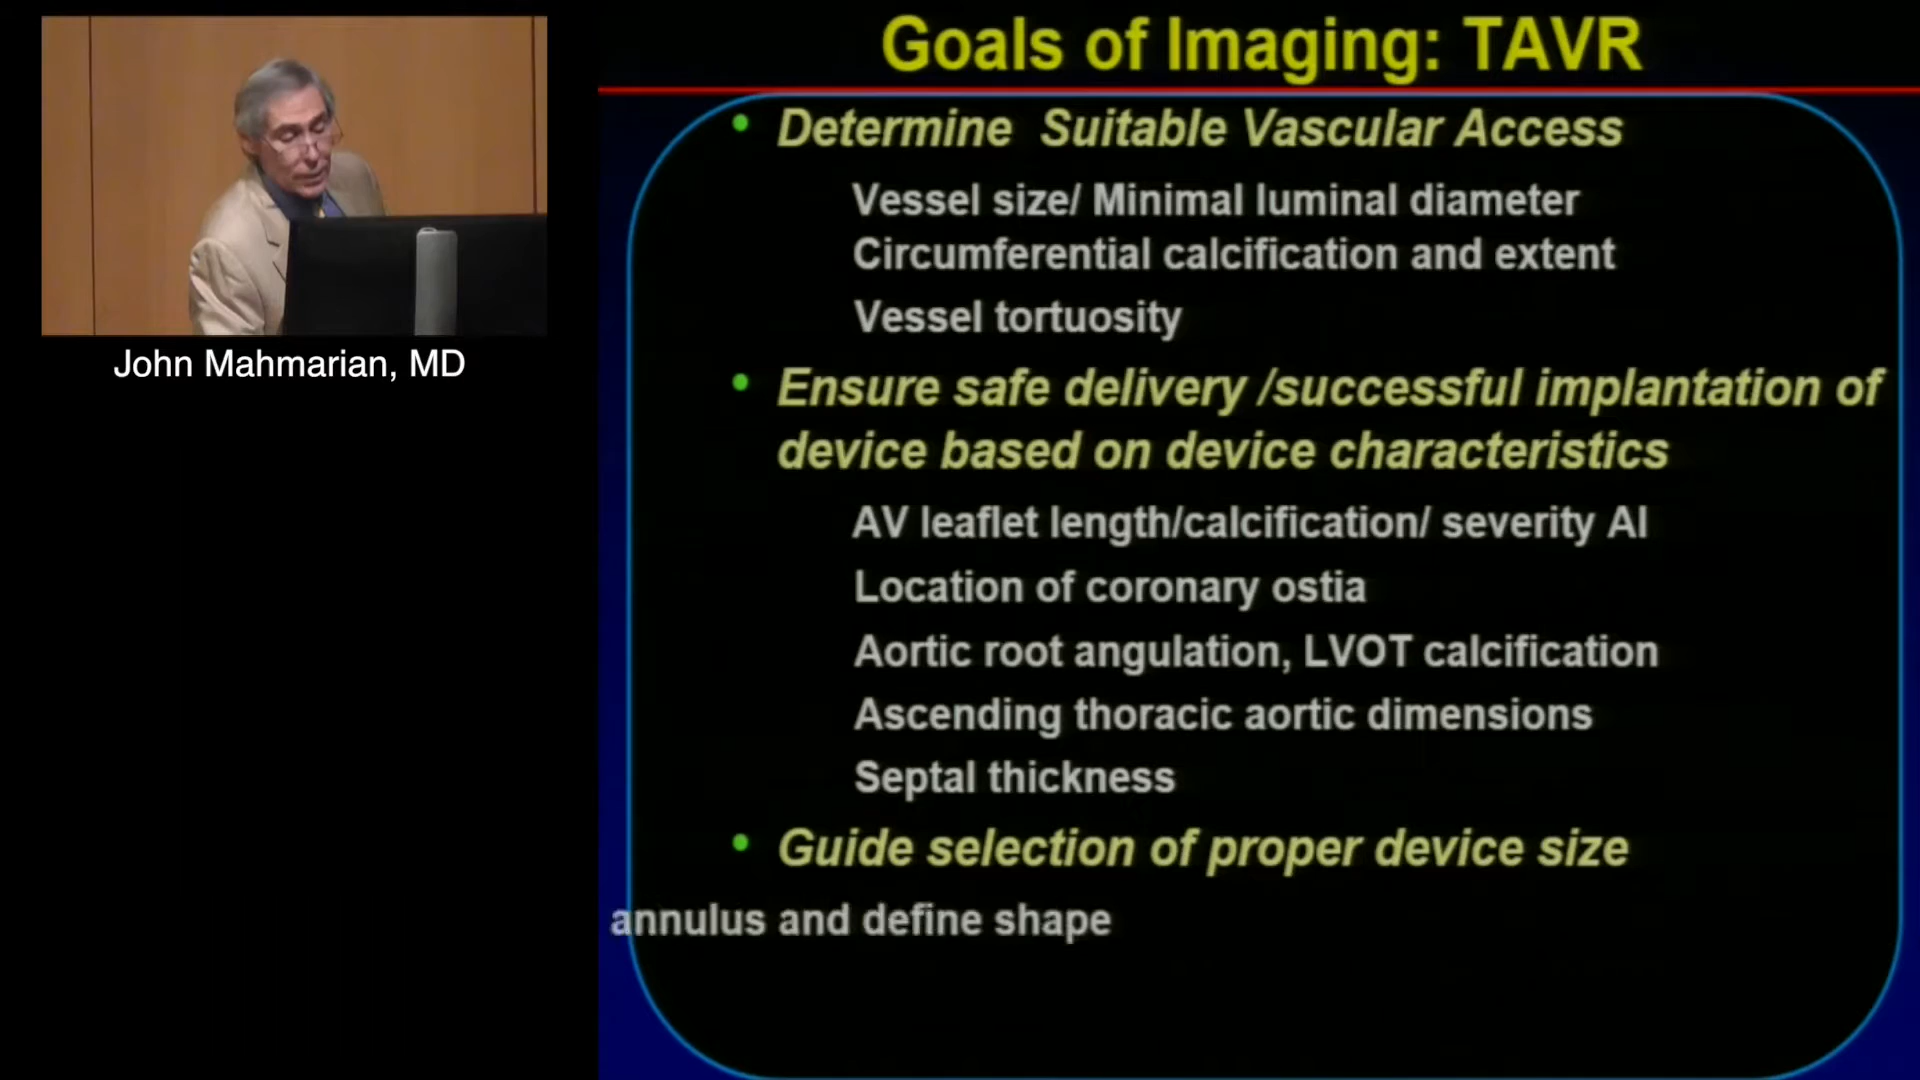 Goals of Imaging: TAVR
• Determine Suitable Vascular Access
Vessel size/ Minimal luminal diameter
Circumferential calcification and extent
Vessel tortuosity
• Ensure safe delivery /successful implantation of
device based on device characteristics
AV leaflet length/calcification/ severity AI
Location of coronary ostia
Aortic root angulation, LVOT calcification
Ascending thoracic aortic dimensions
Septal thickness
• Guide selection of proper device size
annulus and define shape
John Mahmarian, MD